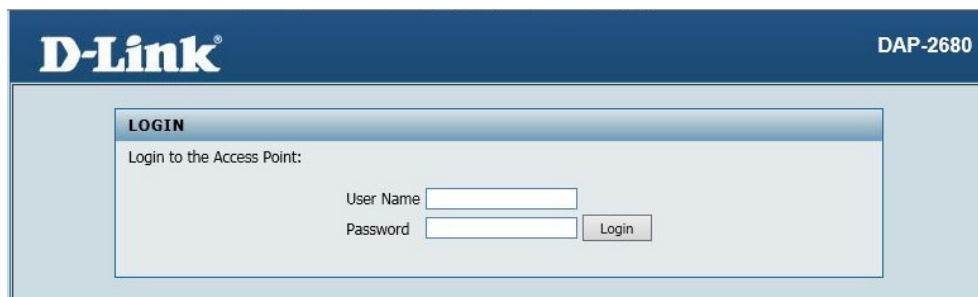 D-Link®
DAP-2680
LOGIN
Login to the Access Point:
User Name
Password
Login